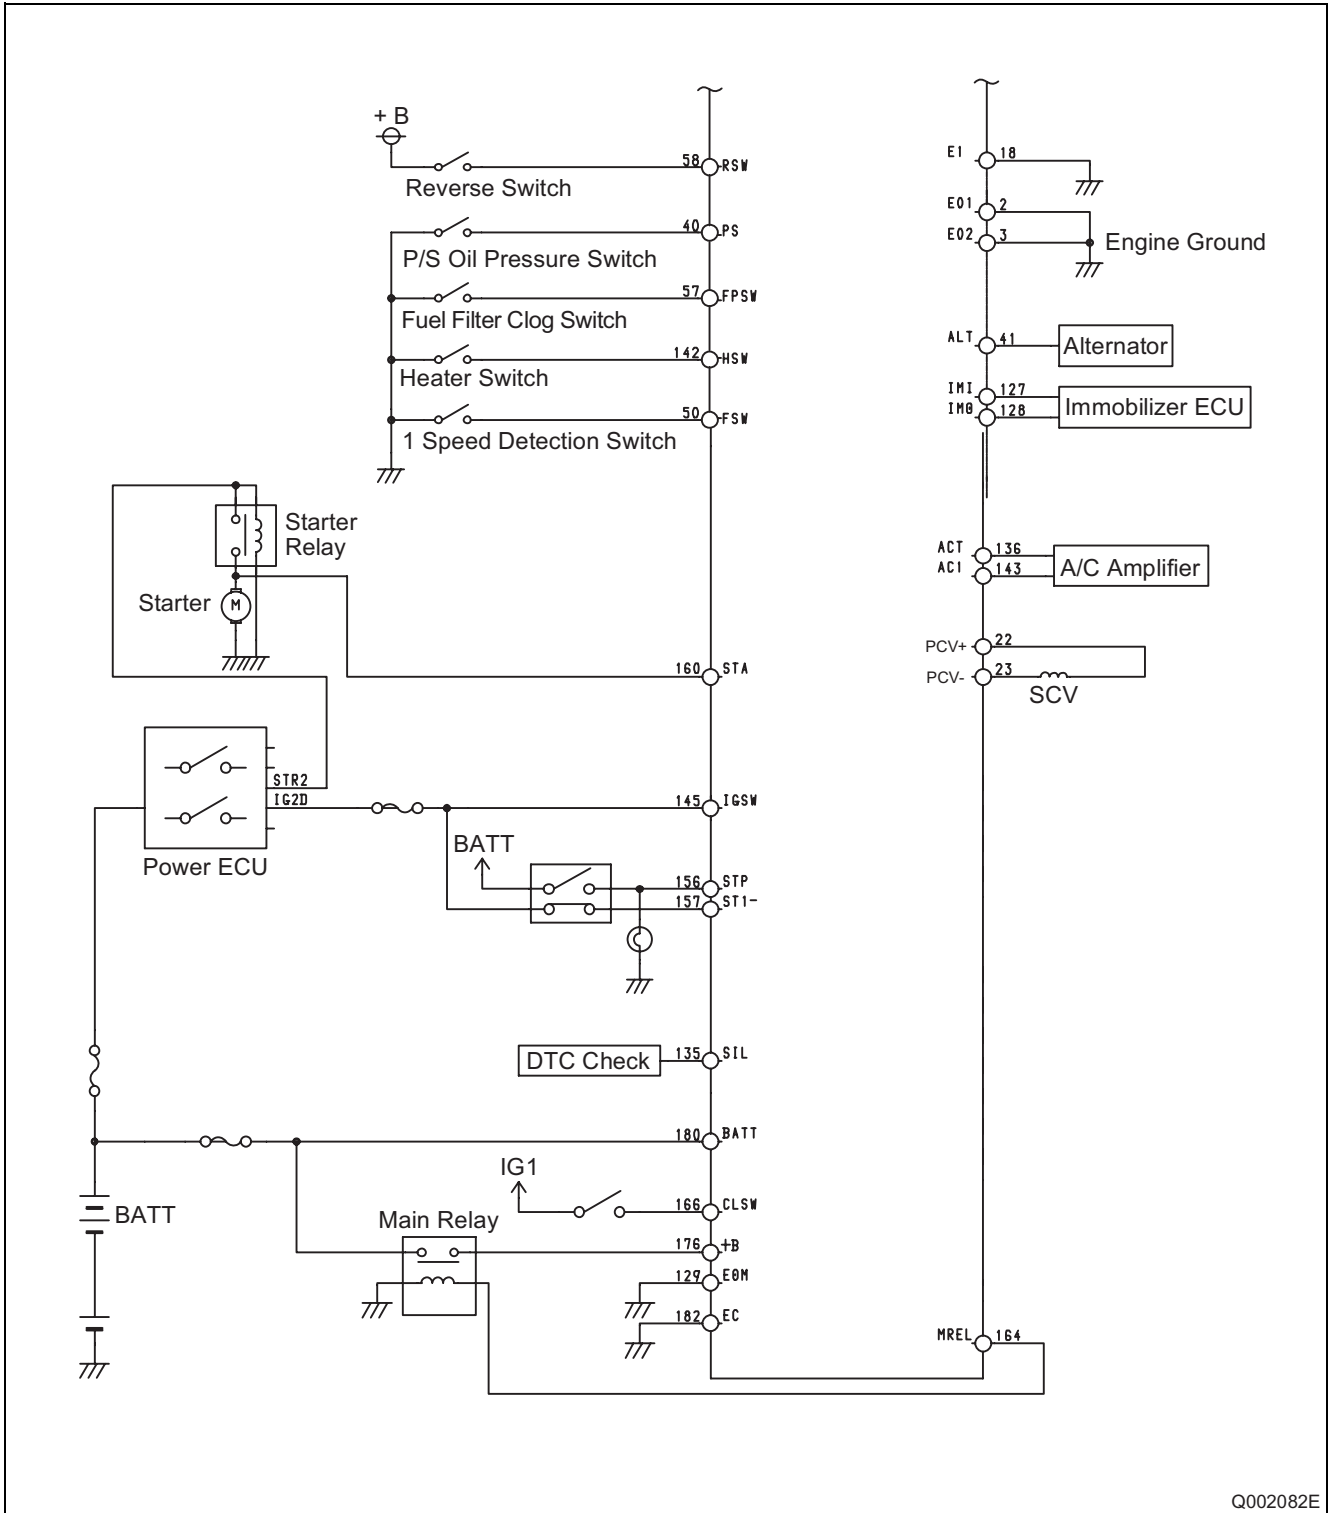 + B
58 RSW
Reverse Switch
40 PS
P/S Oil Pressure Switch
57 FPSW
Fuel Filter Clog Switch
142 HSW
Heater Switch
50 FSW
1 Speed Detection Switch
Starter
Relay
Starter
M
160 STA
STR2
IG2D
Power ECU
145 IGSW
BATT
156 STP
157 ST1-
DTC Check
135 SIL
180 BATT
IG1
166 CLSW
BATT
Main Relay
176 +B
129 E0M
182 EC
E1 18
E01 2
E02 3
Engine Ground
ALT 41
Alternator
IMI 127
IM0 128
Immobilizer ECU
ACT 136
AC1 143
A/C Amplifier
PCV+ 22
PCV- 23
SCV
MREL 164
Q002082E